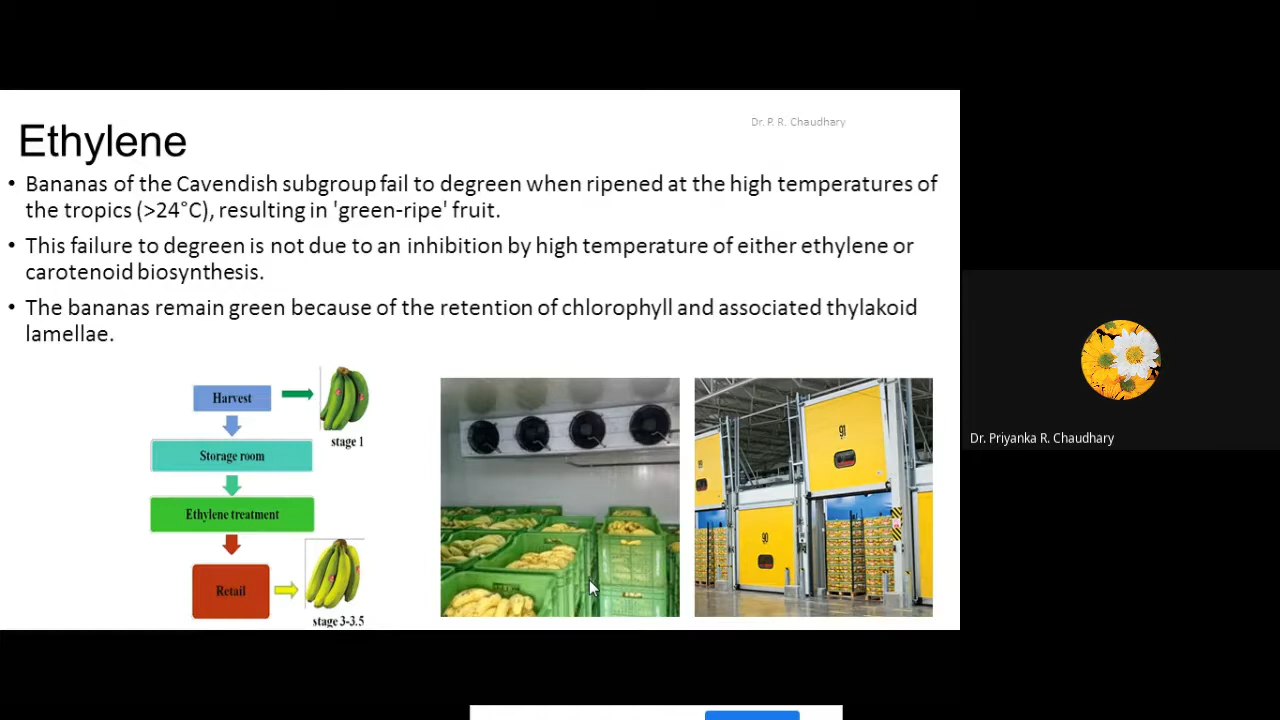 Dr. P. R. Chaudhary
Ethylene
• Bananas of the Cavendish subgroup fail to degreen when ripened at the high temperatures of
the tropics (>24°C), resulting in 'green-ripe' fruit.
• This failure to degreen is not due to an inhibition by high temperature of either ethylene or
carotenoid biosynthesis.
• The bananas remain green because of the retention of chlorophyll and associated thylakoid
lamellae.
Harvest
stage 1
Storage room
Ethylene treatment
Retail
stage 3-3.5
91
90
Dr. Priyanka R. Chaudhary